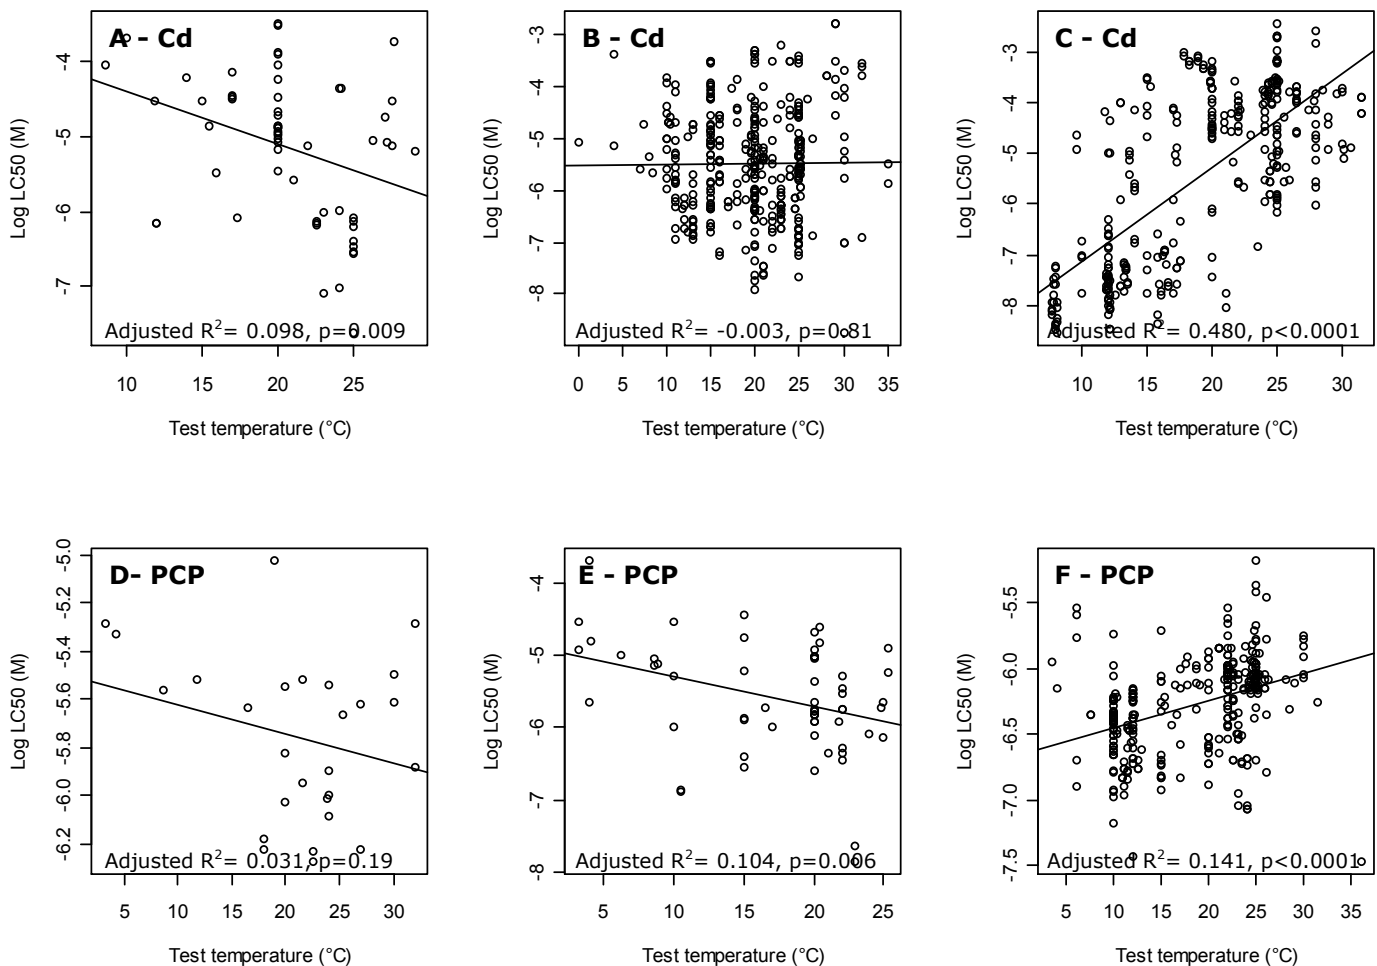 A - Cd
-4
-5
-6
-7
Log LC50 (M)
Adjusted R²= 0.098, p=0.009
10 15 20 25
Test temperature (°C)
B - Cd
-3
-4
-5
-6
-7
-8
Log LC50 (M)
Adjusted R²= -0.003, p=0.81
0 5 10 15 20 25 30 35
Test temperature (°C)
C - Cd
-3
-4
-5
-6
-7
-8
Log LC50 (M)
Adjusted R²= 0.480, p<0.0001
10 15 20 25 30
Test temperature (°C)
D- PCP
-5.0
-5.2
-5.4
-5.6
-5.8
-6.0
-6.2
Log LC50 (M)
Adjusted R²= 0.031, p=0.19
5 10 15 20 25 30
Test temperature (°C)
E - PCP
-4
-5
-6
-7
-8
Log LC50 (M)
Adjusted R²= 0.104, p=0.006
5 10 15 20 25
Test temperature (°C)
F - PCP
-5.5
-6.0
-6.5
-7.0
-7.5
Log LC50 (M)
Adjusted R²= 0.141, p<0.0001
5 10 15 20 25 30 35
Test temperature (°C)